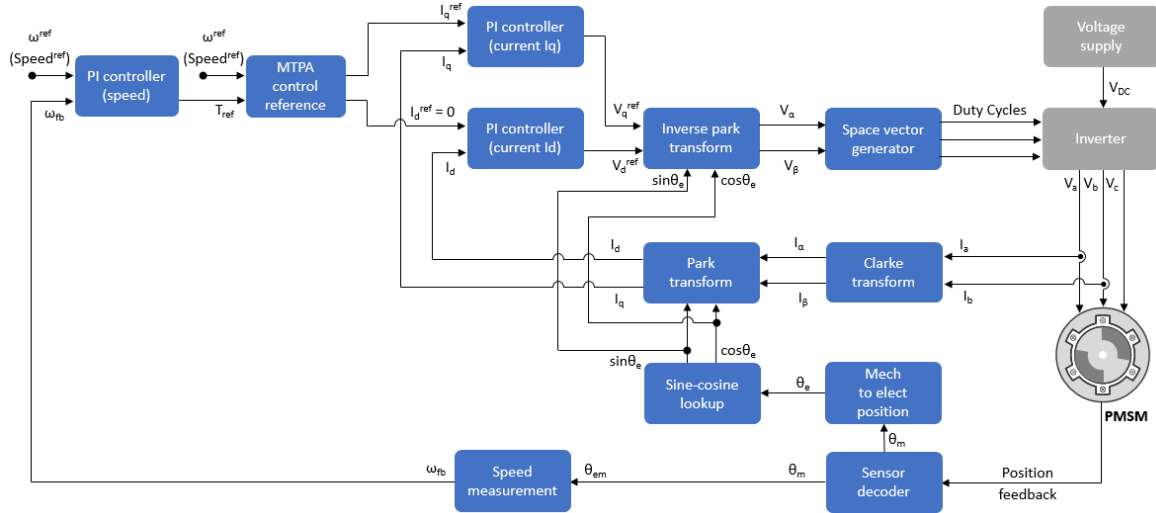 I_q^ref
ω^ref
(Speed^ref)
ω^ref
(Speed^ref)
PI controller
(speed)
ω_fb
MTPA
control
reference
T_ref
PI controller
(current Iq)
I_q
I_d^ref = 0
PI controller
(current Id)
I_d
V_q^ref
V_d^ref
Inverse park
transform
sinθ_e
cosθ_e
V_α
V_β
Space vector
generator
Duty Cycles
Voltage
supply
V_DC
Inverter
V_a
V_b
V_c
I_d
I_q
Park
transform
I_α
I_β
Clarke
transform
I_a
I_b
sinθ_e
cosθ_e
Sine-cosine
lookup
θ_e
Mech
to elect
position
PMSM
θ_m
ω_fb
Speed
measurement
θ_em
θ_m
Sensor
decoder
Position
feedback